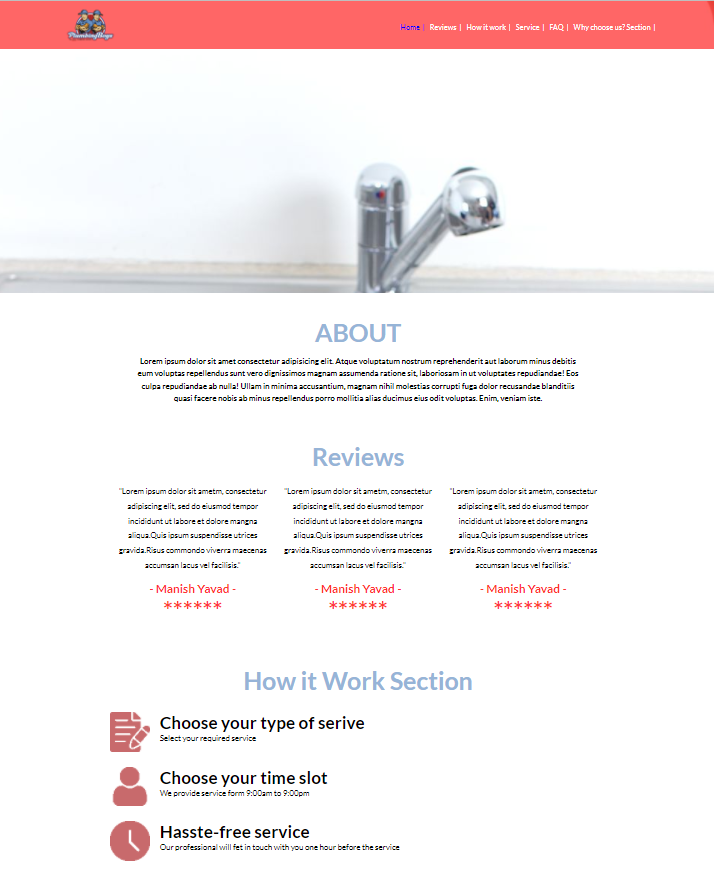 PlumbingGuys
Home | Reviews | How it work | Service | FAQ | Why choose us? Section |
ABOUT
Lorem ipsum dolor sit amet consectetur adipisicing elit. Atque voluptatum nostrum reprehenderit aut laborum minus debitis
eum voluptates repellendus sunt vero dignissimos magnam assumenda ratione sit, laboriosam in ut voluptates repudiandae! Eos
culpa repudiandae ab nulla! Ullam in minima accusantium, magnam nihil molestias corrupti fuga dolor recusandae blanditiis
quasi facere nobis ab minus repellendus porro mollitia alias ducimus eius odit voluptas. Enim, veniam iste.
Reviews
"Lorem ipsum dolor sit ametm, consectetur
adipiscing elit, sed do eiusmod tempor
incididunt ut labore et dolore mangna
aliqua.Quis ipsum suspendisse utrices
gravida.Risus commondo viverra maecenas
accumsan lacus vel facilisis."
- Manish Yavad -
******
"Lorem ipsum dolor sit ametm, consectetur
adipiscing elit, sed do eiusmod tempor
incididunt ut labore et dolore mangna
aliqua.Quis ipsum suspendisse utrices
gravida.Risus commondo viverra maecenas
accumsan lacus vel facilisis."
- Manish Yavad -
******
"Lorem ipsum dolor sit ametm, consectetur
adipiscing elit, sed do eiusmod tempor
incididunt ut labore et dolore mangna
aliqua.Quis ipsum suspendisse utrices
gravida.Risus commondo viverra maecenas
accumsan lacus vel facilisis."
- Manish Yavad -
******
How it Work Section
Choose your type of serive
Select your required service
Choose your time slot
We provide service form 9:00am to 9:00pm
Hasste-free service
Our professional will fet in touch with you one hour before the service